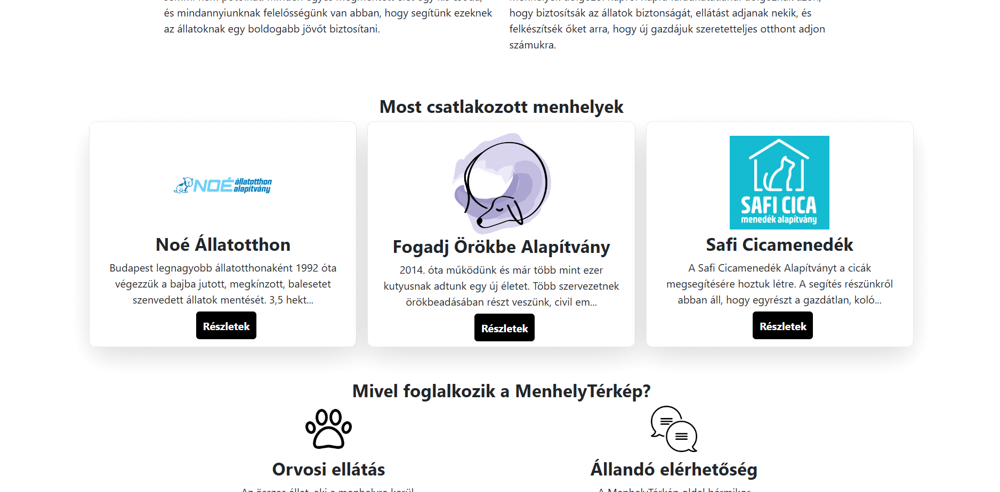 és mindannyiunknak felelősségünk van abban, hogy segítünk ezeknek
az állatoknak egy boldogabb jövőt biztosítani.
hogy biztosítsák az állatok biztonságát, ellátást adjanak nekik, és
felkészítsék őket arra, hogy új gazdájuk szeretetteljes otthont adjon
számukra.
Most csatlakozott menhelyek
NOÉ állatotthon
alapítvány
Noé Állatotthon
Budapest legnagyobb állatotthonaként 1992 óta
végezzük a bajba jutott, megkínzott, balesetet
szenvedett állatok mentését. 3,5 hekt...
Részletek
Fogadj Örökbe Alapítvány
2014. óta működünk és már több mint ezer
kutyusnak adtunk egy új életet. Több szervezetnek
örökbeadásában részt veszünk, civil em...
Részletek
SAFI CICA
menedék alapítvány
Safi Cicamenedék
A Safi Cicamenedék Alapítványt a cicák
megsegítésére hoztuk létre. A segítés részünkről
abban áll, hogy egyrészt a gazdátlan, koló...
Részletek
Mivel foglalkozik a MenhelyTérkép?
Orvosi ellátás
Az összes állat, aki a menhelyre kerül
Állandó elérhetőség
A MenhelyTérkép oldal bármikor